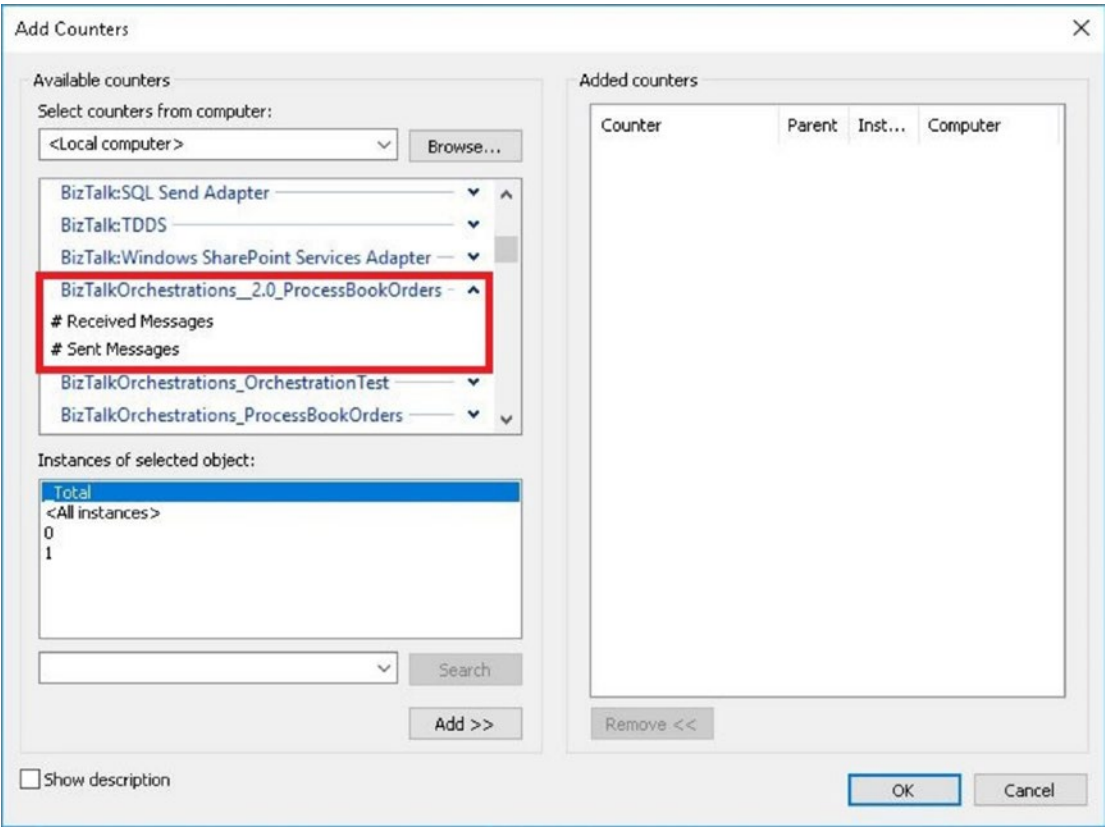 Add Counters
Available counters
Select counters from computer:
<Local computer>
Browse...
BizTalk:SQL Send Adapter
BizTalk:TDDS
BizTalk:Windows SharePoint Services Adapter
BizTalkOrchestrations__2.0_ProcessBookOrders
# Received Messages
# Sent Messages
BizTalkOrchestrations_OrchestrationTest
BizTalkOrchestrations_ProcessBookOrders
Instances of selected object:
_Total
<All instances>
0
1
Search
Add >>
Show description
Added counters
Counter Parent Inst... Computer
Remove <<
OK Cancel